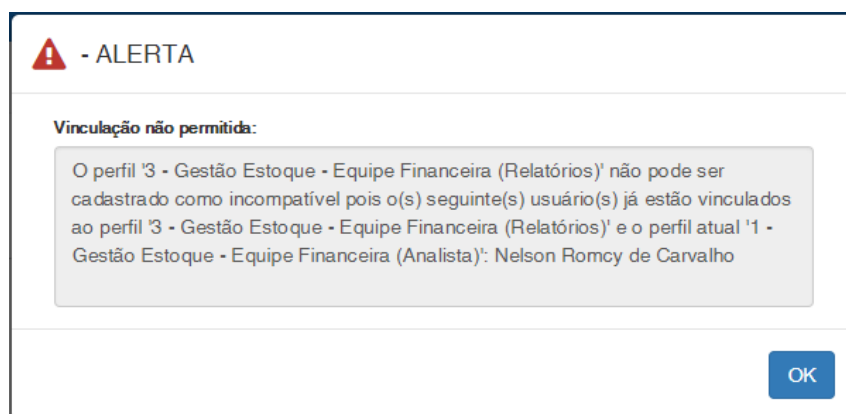 - ALERTA
Vinculação não permitida:
O perfil '3 - Gestão Estoque - Equipe Financeira (Relatórios)' não pode ser
cadastrado como incompatível pois o(s) seguinte(s) usuário(s) já estão vinculados
ao perfil '3 - Gestão Estoque - Equipe Financeira (Relatórios)' e o perfil atual '1 -
Gestão Estoque - Equipe Financeira (Analista)': Nelson Romcy de Carvalho
OK